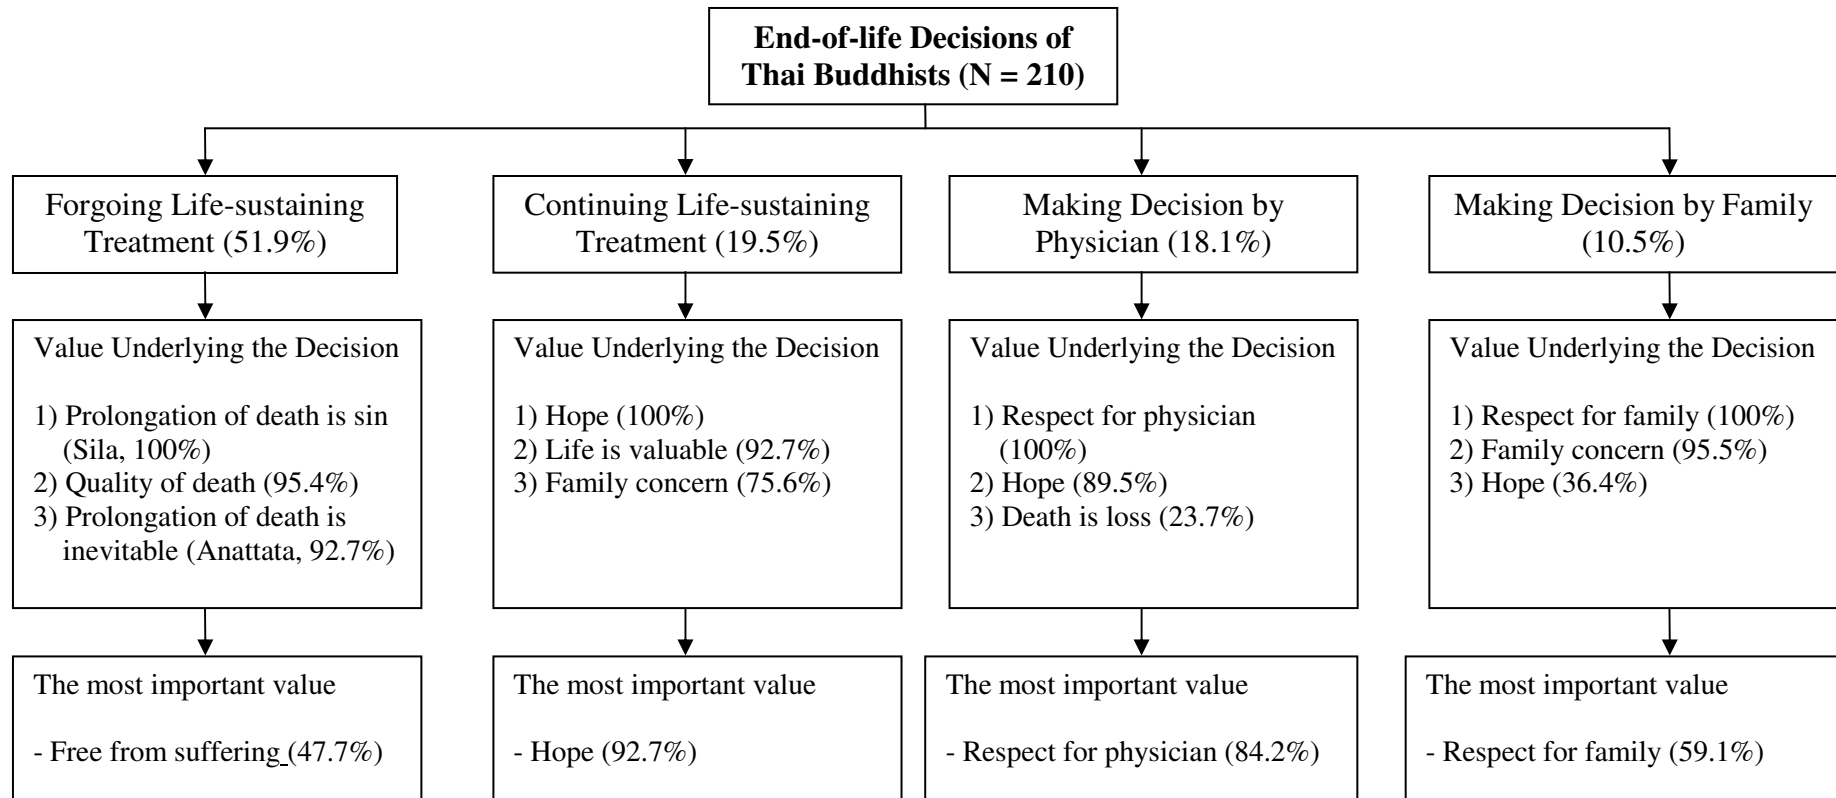 End-of-life Decisions of
Thai Buddhists (N = 210)
Forgoing Life-sustaining
Treatment (51.9%)
Continuing Life-sustaining
Treatment (19.5%)
Making Decision by
Physician (18.1%)
Making Decision by Family
(10.5%)
Value Underlying the Decision
1) Prolongation of death is sin
(Sila, 100%)
2) Quality of death (95.4%)
3) Prolongation of death is
inevitable (Anattata, 92.7%)
Value Underlying the Decision
1) Hope (100%)
2) Life is valuable (92.7%)
3) Family concern (75.6%)
Value Underlying the Decision
1) Respect for physician
(100%)
2) Hope (89.5%)
3) Death is loss (23.7%)
Value Underlying the Decision
1) Respect for family (100%)
2) Family concern (95.5%)
3) Hope (36.4%)
The most important value
- Free from suffering (47.7%)
The most important value
- Hope (92.7%)
The most important value
- Respect for physician (84.2%)
The most important value
- Respect for family (59.1%)